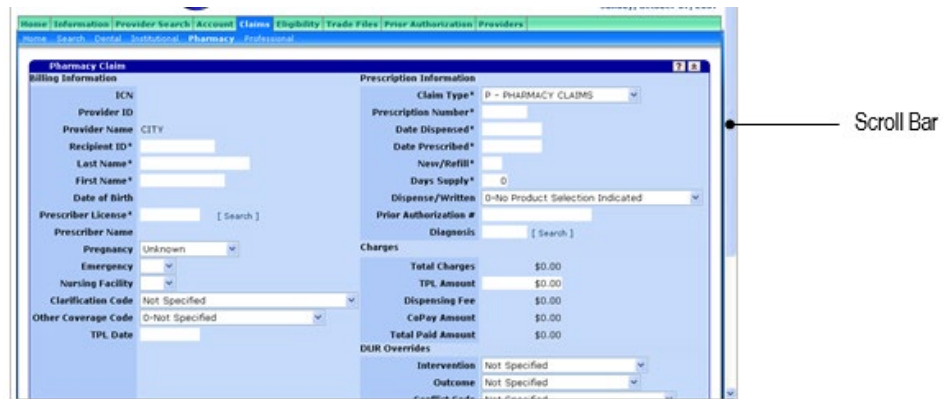 Home Information Provider Search Account Claims Eligibility Trade Files Prior Authorization Providers
Home Search Dental Institutional Pharmacy Professional
Pharmacy Claim ?
Billing Information
ICN
Provider ID
Provider Name CITY
Recipient ID*
Last Name*
First Name*
Date of Birth
Prescriber License* [ Search ]
Prescriber Name
Pregnancy Unknown
Emergency
Nursing Facility
Clarification Code Not Specified
Other Coverage Code 0-Not Specified
TPL Date
Prescription Information
Claim Type* P - PHARMACY CLAIMS
Prescription Number*
Date Dispensed*
Date Prescribed*
New/Refill*
Days Supply* 0
Dispense/Written 0-No Product Selection Indicated
Prior Authorization #
Diagnosis [ Search ]
Charges
Total Charges $0.00
TPL Amount $0.00
Dispensing Fee $0.00
CoPay Amount $0.00
Total Paid Amount $0.00
DUR Overrides
Intervention Not Specified
Outcome Not Specified
Conflict Code Not Specified
Scroll Bar